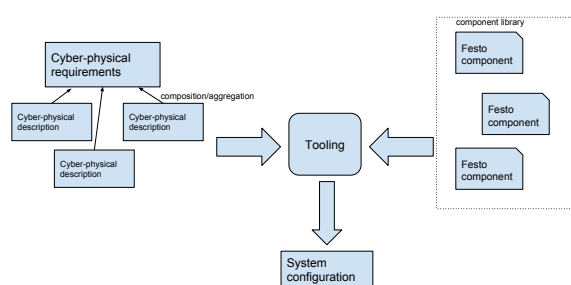 component library
Cyber-physical
requirements
Festo
component
composition/aggregation
Cyber-physical
description
Cyber-physical
description
Cyber-physical
description
Tooling
Festo
component
Festo
component
System
configuration